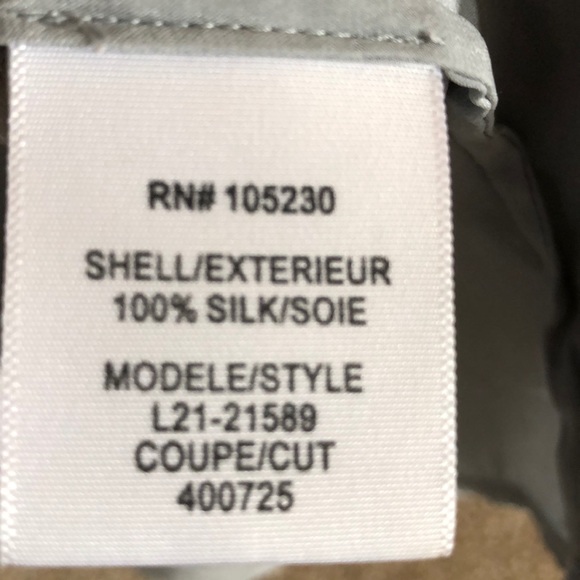 RN# 105230
SHELL/EXTERIEUR
100% SILK/SOIE
MODELE/STYLE
L21-21589
COUPE/CUT
400725